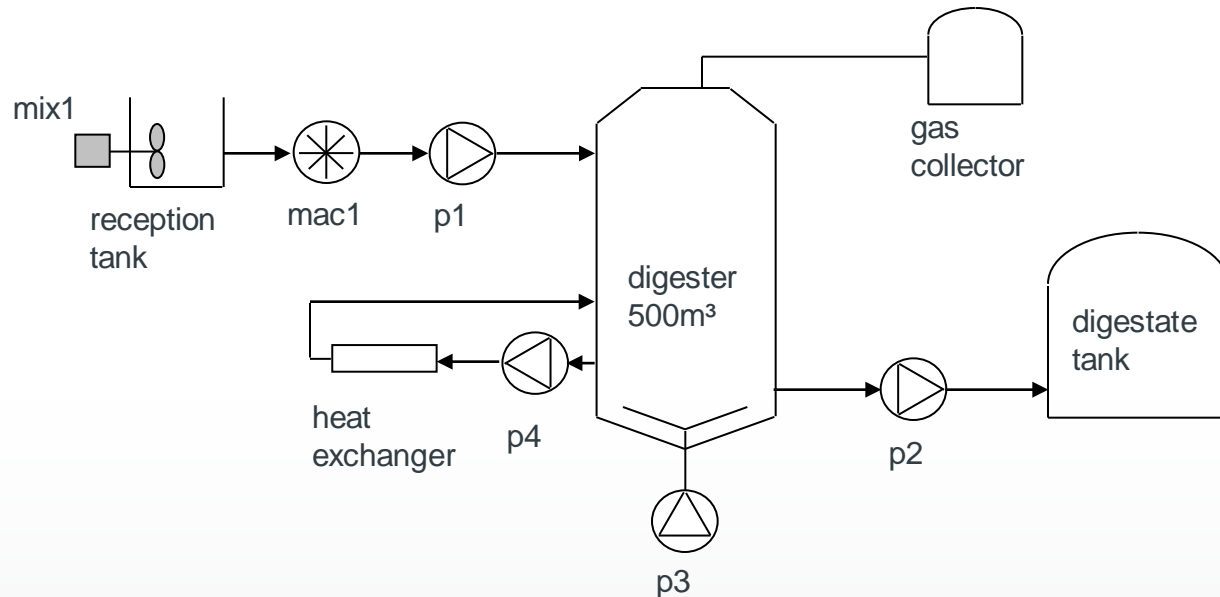 mix1
reception
tank
mac1
p1
gas
collector
digester
500m³
digestate
tank
heat
exchanger
p4
p2
p3